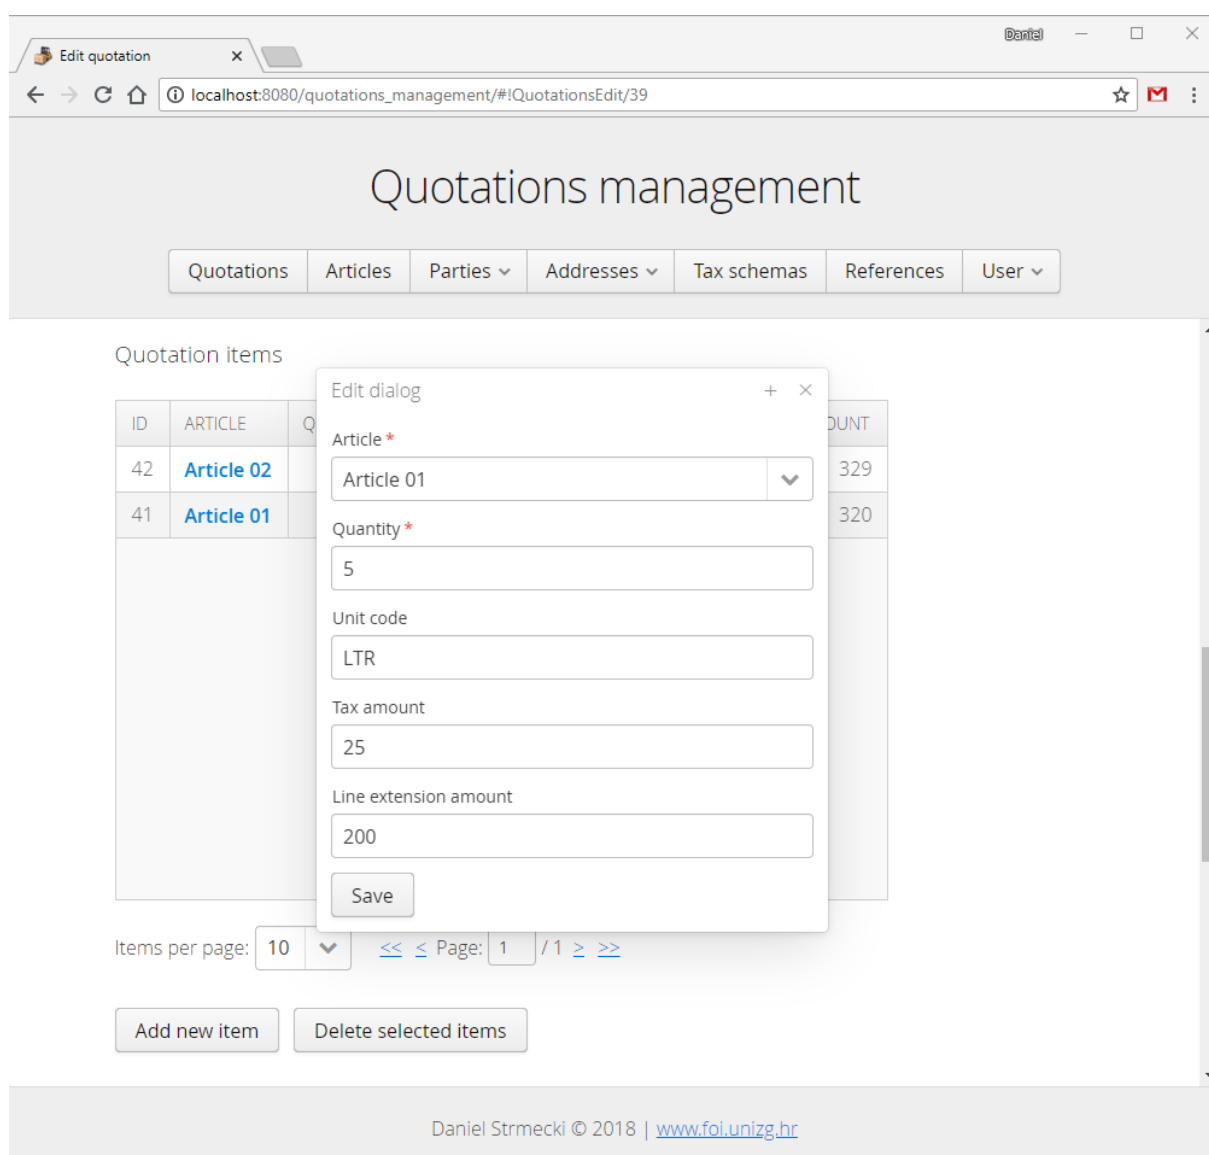 Daniel
Edit quotation
localhost:8080/quotations_management/#!QuotationsEdit/39
Quotations management
Quotations Articles Parties Addresses Tax schemas References User
Quotation items
Edit dialog
ID ARTICLE Q OUNT
Article *
42 Article 02 329
Article 01
41 Article 01 320
Quantity *
5
Unit code
LTR
Tax amount
25
Line extension amount
200
Save
Items per page: 10 << < Page: 1 / 1 > >>
Add new item Delete selected items
Daniel Strmecki © 2018 | www.foi.unizg.hr